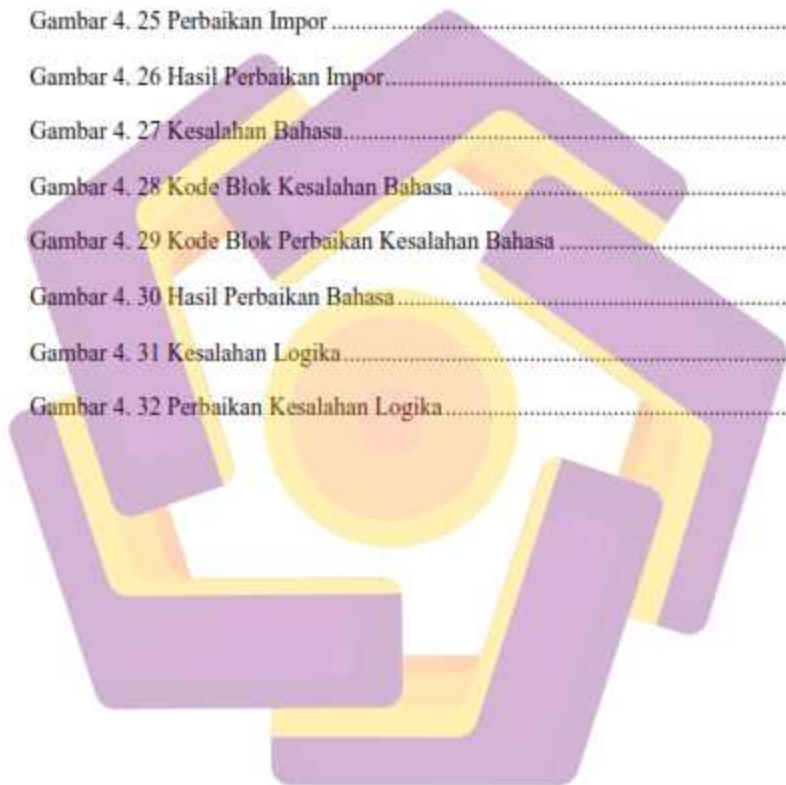 Gambar 4. 25 Perbaikan Impor ................................................................
Gambar 4. 26 Hasil Perbaikan Impor ................................................................
Gambar 4. 27 Kesalahan Bahasa ................................................................
Gambar 4. 28 Kode Blok Kesalahan Bahasa ................................................................
Gambar 4. 29 Kode Blok Perbaikan Kesalahan Bahasa ................................................................
Gambar 4. 30 Hasil Perbaikan Bahasa ................................................................
Gambar 4. 31 Kesalahan Logika ................................................................
Gambar 4. 32 Perbaikan Kesalahan Logika ................................................................